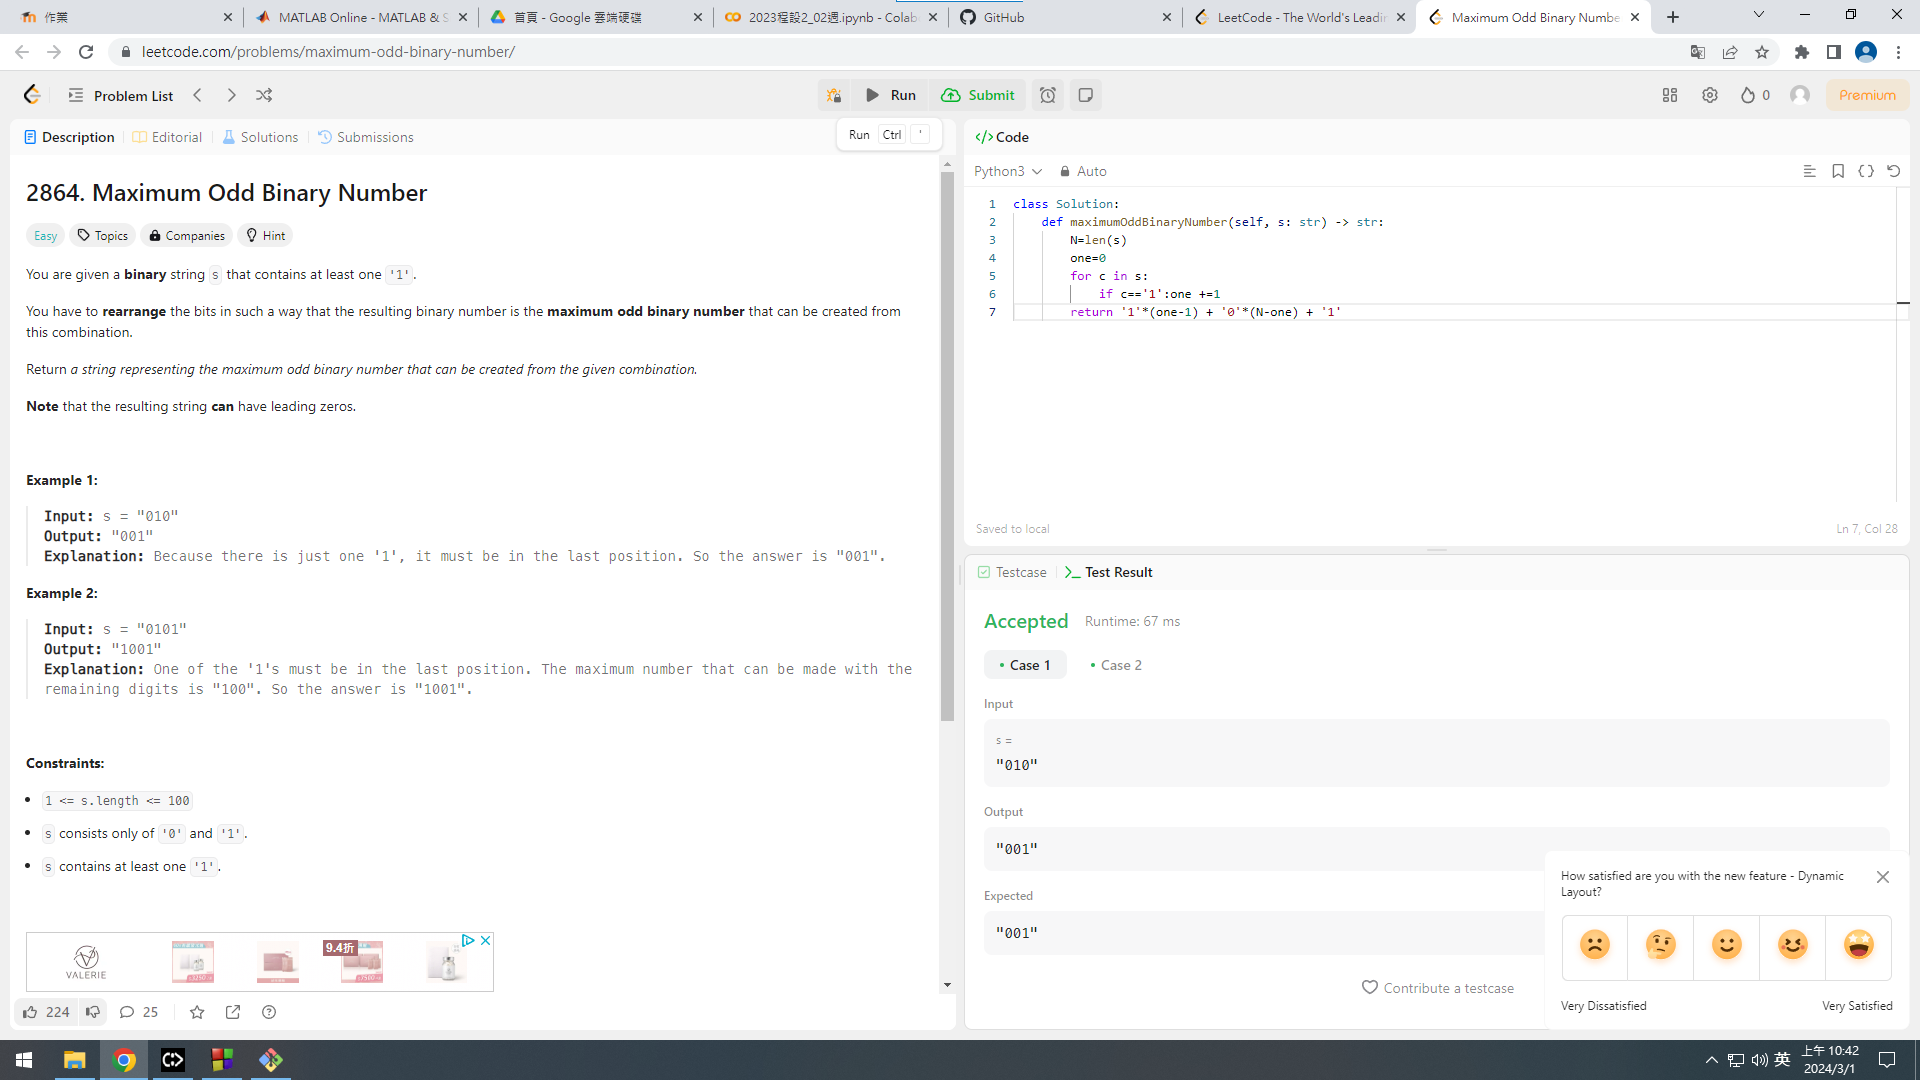 作業
MATLAB Online - MATLAB & S
首頁 - Google 雲端硬碟
2023程設2_02週.ipynb - Colab
GitHub
LeetCode - The World's Leadin
Maximum Odd Binary Numbe
leetcode.com/problems/maximum-odd-binary-number/
Problem List
Run
Submit
0
Premium
Description
Editorial
Solutions
Submissions
Run Ctrl '
2864. Maximum Odd Binary Number
Easy
Topics
Companies
Hint
You are given a binary string s that contains at least one '1'.
You have to rearrange the bits in such a way that the resulting binary number is the maximum odd binary number that can be created from
this combination.
Return a string representing the maximum odd binary number that can be created from the given combination.
Note that the resulting string can have leading zeros.
Example 1:
Input: s = "010"
Output: "001"
Explanation: Because there is just one '1', it must be in the last position. So the answer is "001".
Example 2:
Input: s = "0101"
Output: "1001"
Explanation: One of the '1's must be in the last position. The maximum number that can be made with the
remaining digits is "100". So the answer is "1001".
Constraints:
1 <= s.length <= 100
s consists only of '0' and '1'.
s contains at least one '1'.
VALERIE
9.4折
224
25
Code
Python3
Auto
1 class Solution:
2 def maximumOddBinaryNumber(self, s: str) -> str:
3 N=len(s)
4 one=0
5 for c in s:
6 if c=='1':one +=1
7 return '1'*(one-1) + '0'*(N-one) + '1'
Saved to local
Ln 7, Col 28
Testcase
Test Result
Accepted
Runtime: 67 ms
Case 1
Case 2
Input
s =
"010"
Output
"001"
Expected
"001"
Contribute a testcase
How satisfied are you with the new feature - Dynamic
Layout?
Very Dissatisfied
Very Satisfied
英
上午 10:42
2024/3/1